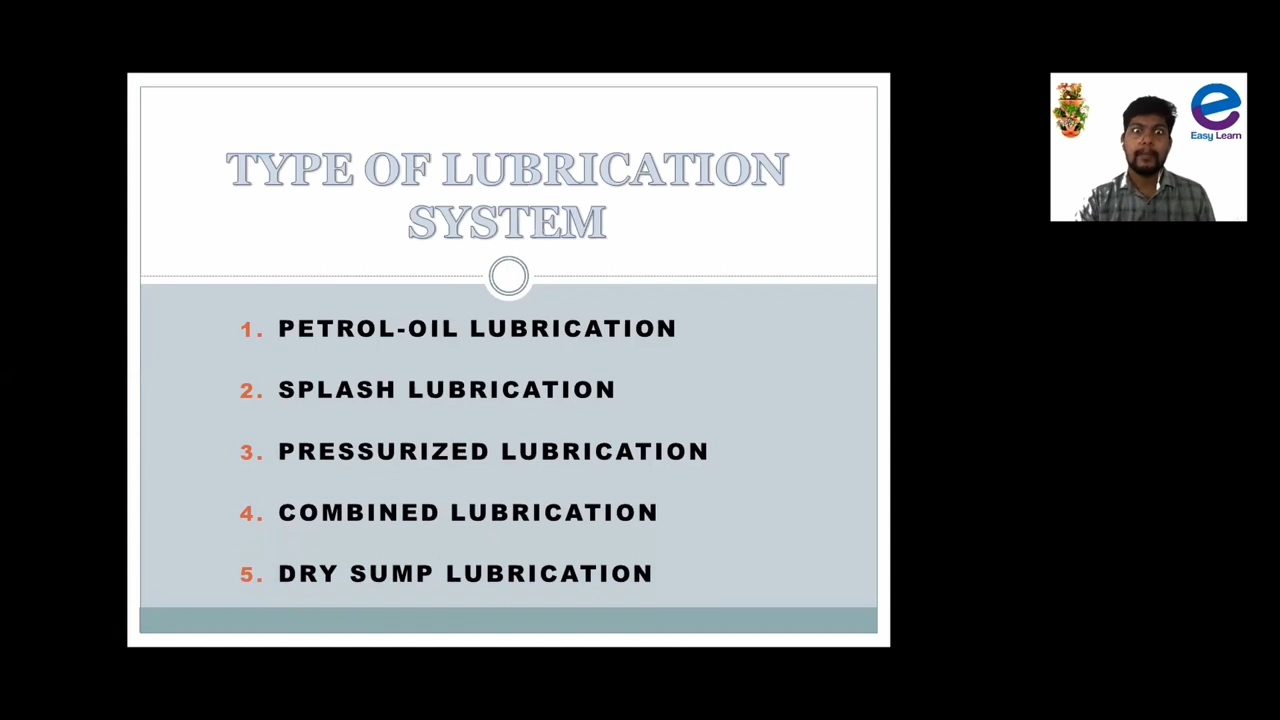 TYPE OF LUBRICATION
SYSTEM
1. PETROL-OIL LUBRICATION
2. SPLASH LUBRICATION
3. PRESSURIZED LUBRICATION
4. COMBINED LUBRICATION
5. DRY SUMP LUBRICATION
e
Easy Learn